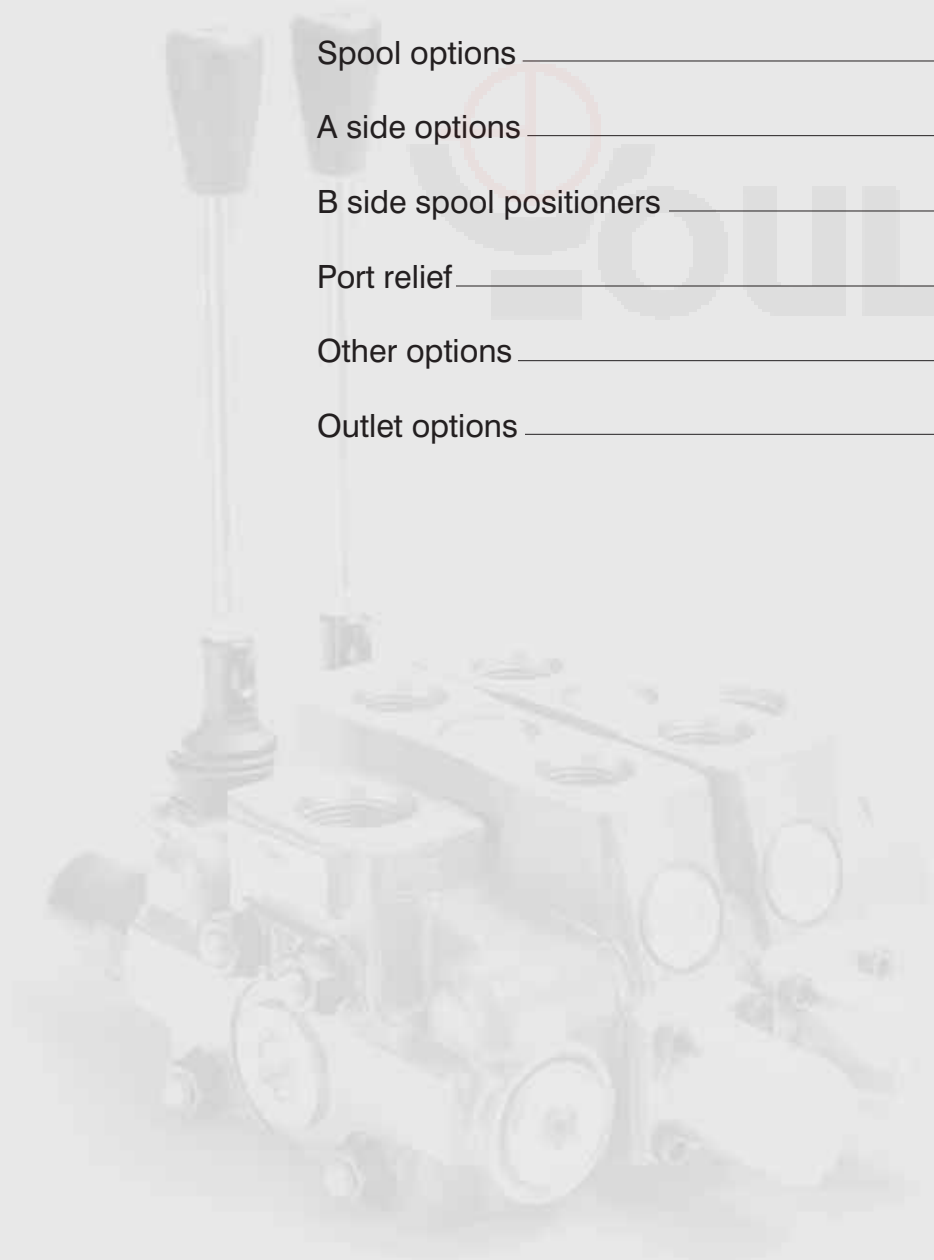 Spool options
A side options
B side spool positioners
Port relief
Other options
Outlet options